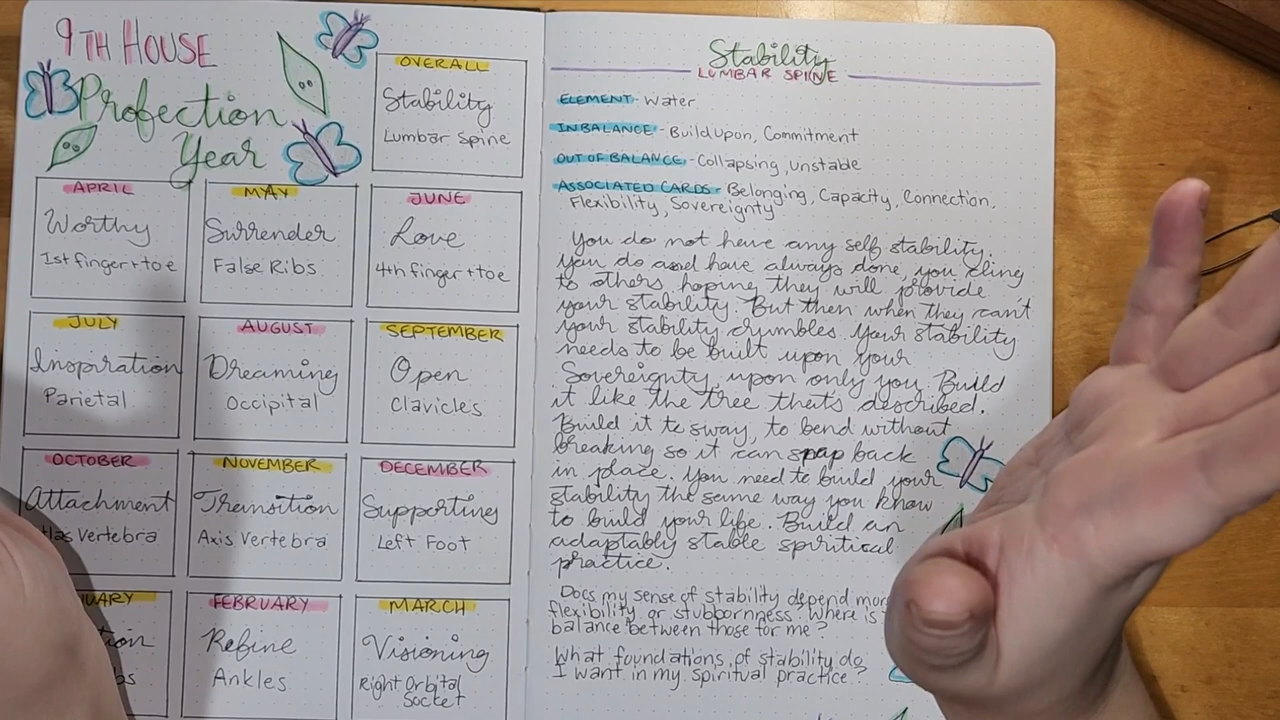 9TH HOUSE
Profection
Year
OVERALL
Stability
Lumbar Spine
APRIL
Worthy
1st finger + toe
MAY
Surrender
False Ribs
JUNE
Love
4th finger + toe
JULY
Inspiration
Parietal
AUGUST
Dreaming
Occipital
SEPTEMBER
Open
Clavicles
OCTOBER
Attachment
Vertebra
NOVEMBER
Transition
Axis Vertebra
DECEMBER
Supporting
Left Foot
FEBRUARY
Refine
Ankles
MARCH
Visioning
Right Orbital
Socket
Stability
LUMBAR SPINE
ELEMENT - Water
IN BALANCE - Build Upon, Commitment
OUT OF BALANCE - Collapsing, unstable
ASSOCIATED CARDS - Belonging, Capacity, Connection,
Flexibility, Sovereignty
You do not have any self stability.
You do and have always done, you cling
to others hoping they will provide
your stability. But then when they can't
your stability crumbles. Your stability
needs to be built upon your
Sovereignty, upon only you. Build
it like the tree that's described.
Build it to sway, to bend without
breaking so it can snap back
in place. You need to build your
stability the same way you know
to build your life. Build an
adaptably stable spiritical
practice.
Does my sense of stability depend more
flexibility or stubbornness. Where is
balance between those for me?
What foundations of stability do
I want in my spiritual practice?